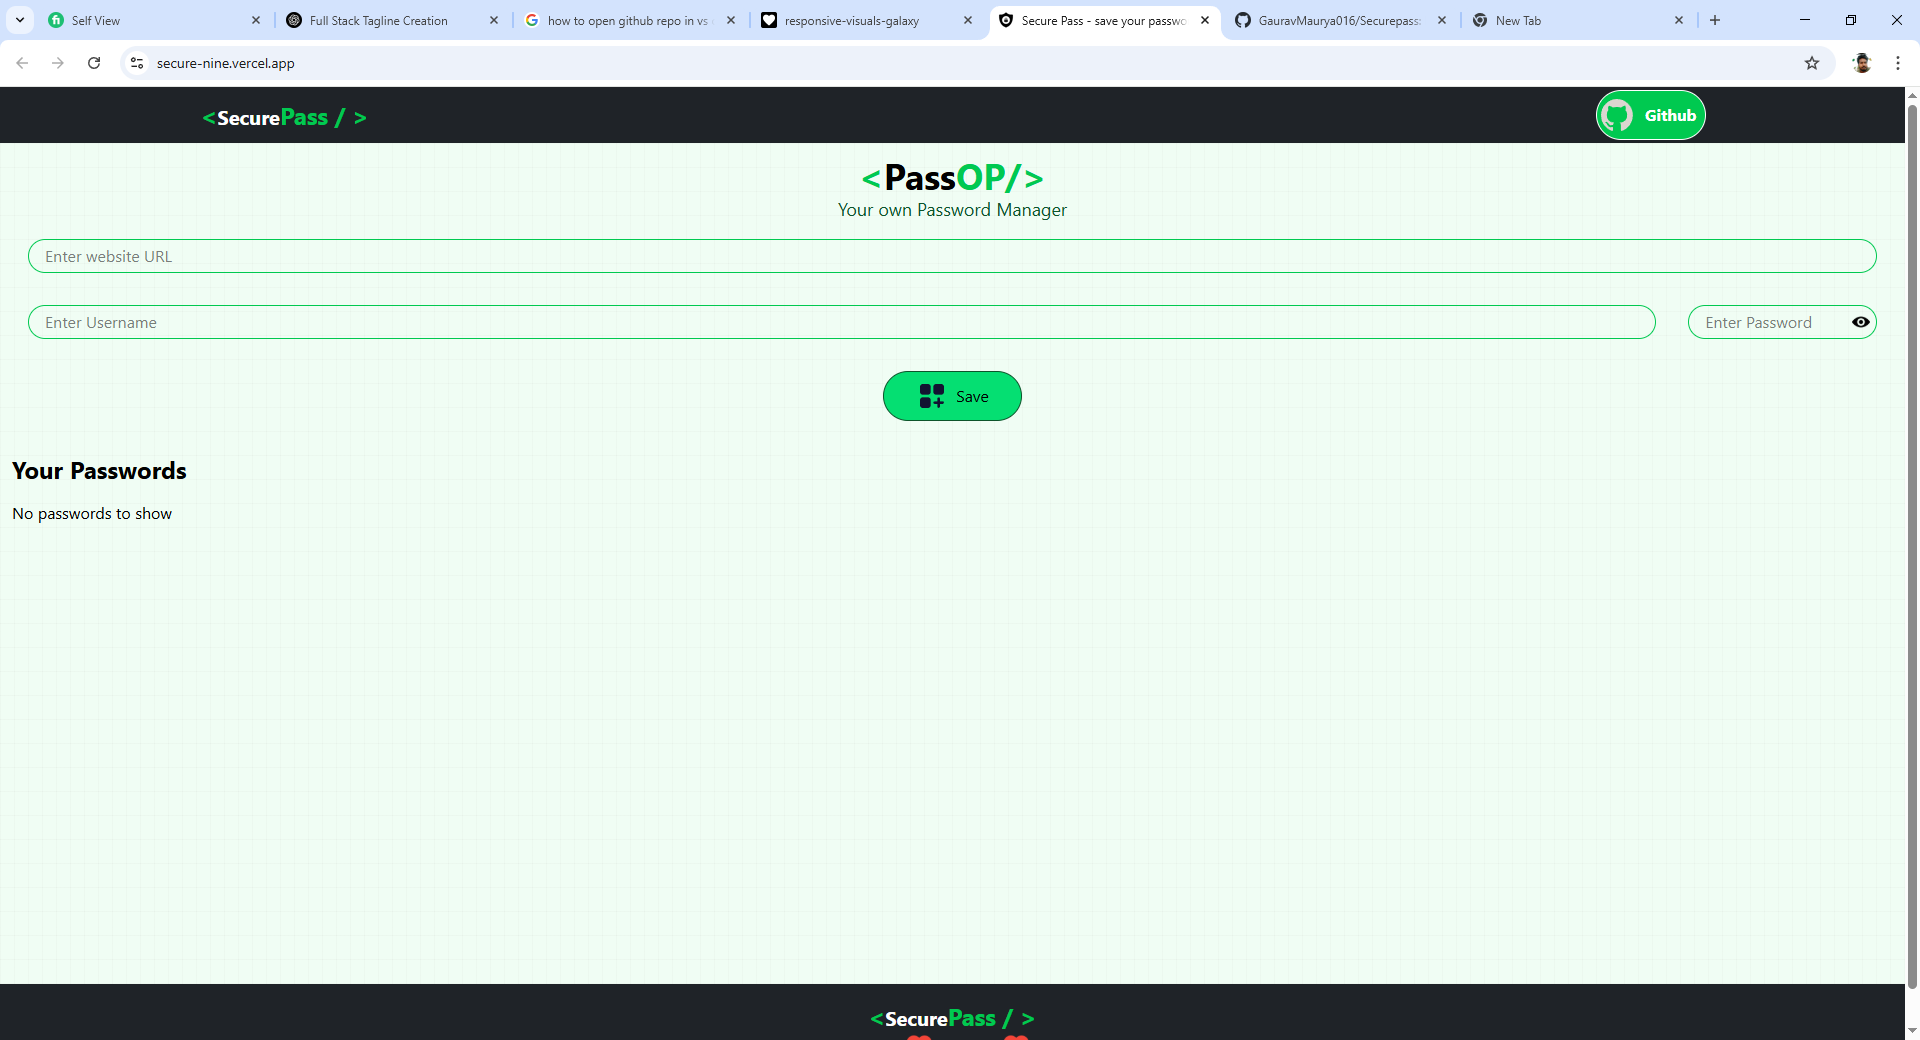 Self View
Full Stack Tagline Creation
how to open github repo in vs
responsive-visuals-galaxy
Secure Pass - save your passwo
GauravMaurya016/Securepass
New Tab
secure-nine.vercel.app
<SecurePass / >
Github
<PassOP/>
Your own Password Manager
Enter website URL
Enter Username
Enter Password
Save
Your Passwords
No passwords to show
<SecurePass / >